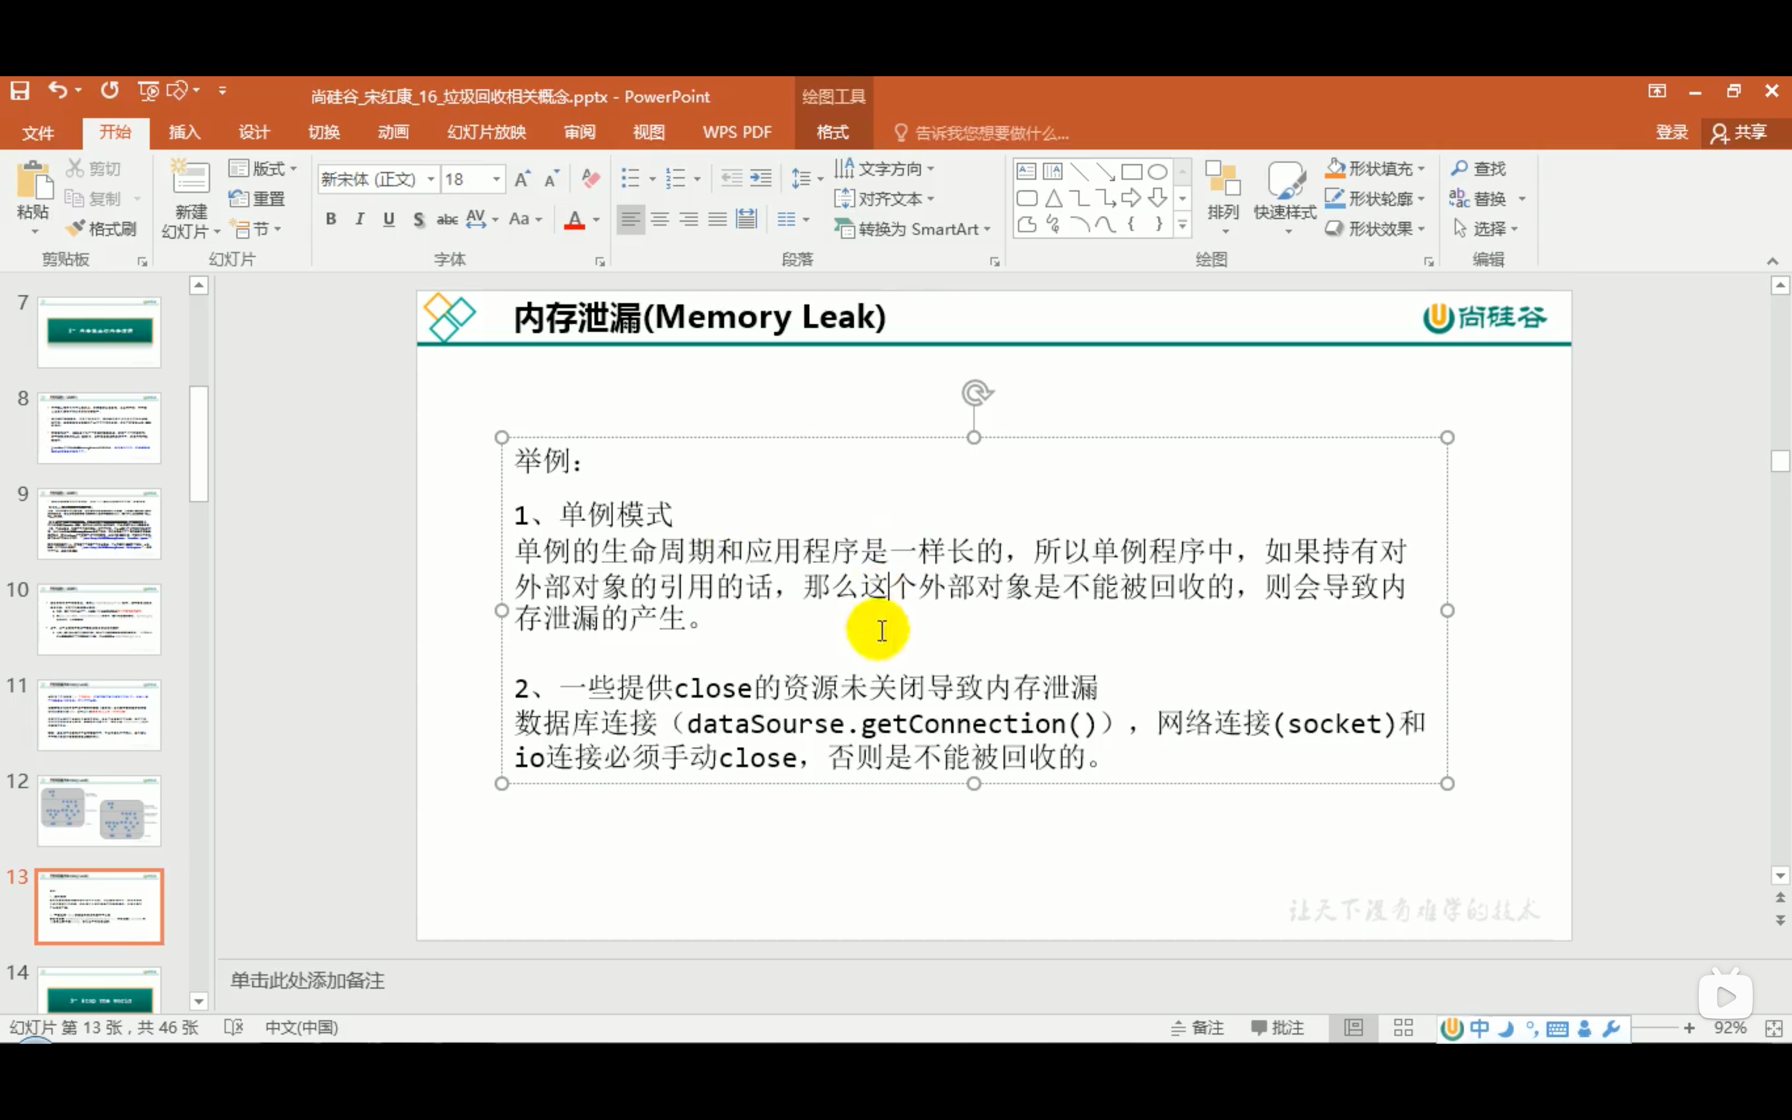 尚硅谷_宋红康_16_垃圾回收相关概念.pptx - PowerPoint
绘图工具
文件 开始 插入 设计 切换 动画 幻灯片放映 审阅 视图 WPS PDF 格式 告诉我您想要做什么... 登录 共享
粘贴
剪切
复制
格式刷
剪贴板
新建
幻灯片
版式
重置
节
幻灯片
新宋体 (正文) 18
B I U S abc AV Aa A
字体
文字方向
对齐文本
转换为 SmartArt
段落
排列
快速样式
形状填充
形状轮廓
形状效果
绘图
查找
替换
选择
编辑
7
8
9
10
11
12
13
14
3- Stop The World
内存泄漏(Memory Leak)
尚硅谷
举例：
1、单例模式
单例的生命周期和应用程序是一样长的，所以单例程序中，如果持有对
外部对象的引用的话，那么这个外部对象是不能被回收的，则会导致内
存泄漏的产生。
2、一些提供close的资源未关闭导致内存泄漏
数据库连接（dataSourse.getConnection()），网络连接(socket)和
io连接必须手动close，否则是不能被回收的。
让天下没有难学的技术
单击此处添加备注
幻灯片 第 13 张，共 46 张 中文(中国) 备注 批注 中 92%